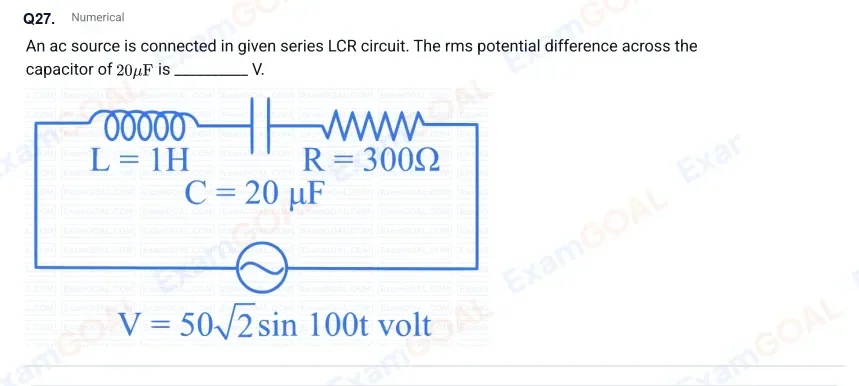 Q27. Numerical
An ac source is connected in given series LCR circuit. The rms potential difference across the
capacitor of 20μF is ________ V.
L = 1H
R = 300Ω
C = 20 μF
V = 50√2 sin 100t volt
ExamGOAL